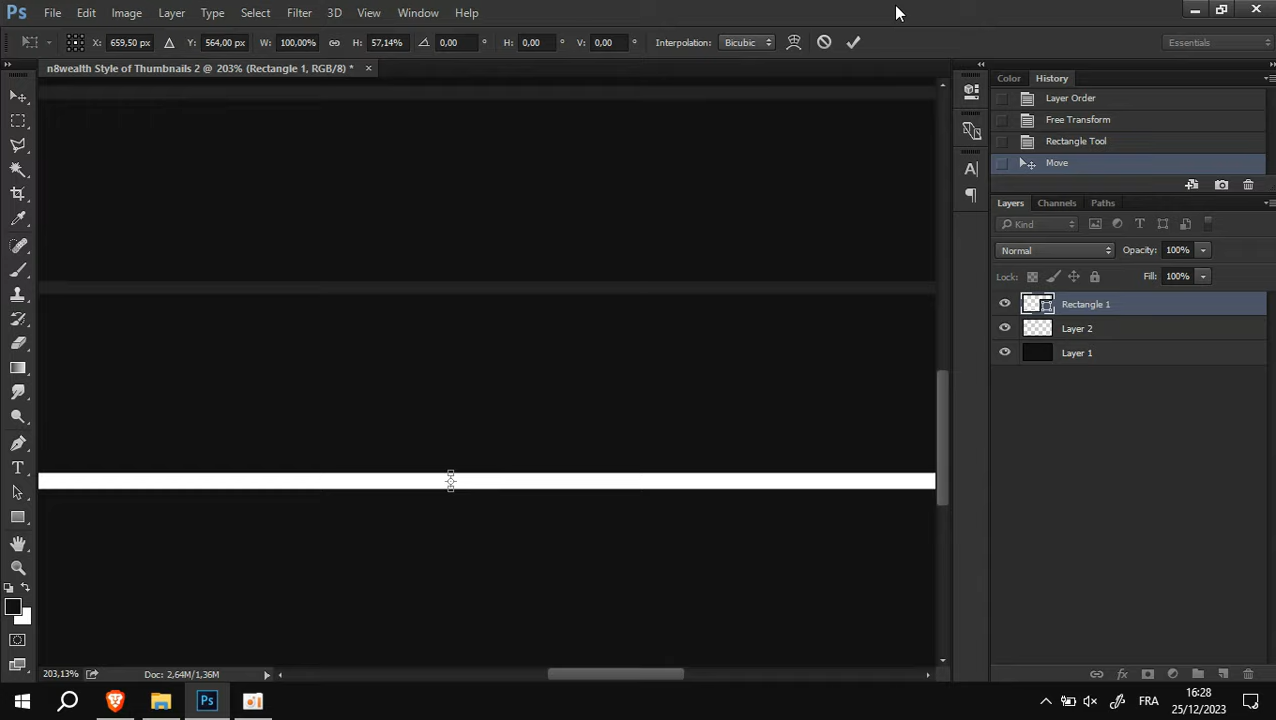 Ps File Edit Image Layer Type Select Filter 3D View Window Help
X: 659,50 px Y: 564,00 px W: 100,00% H: 57,14% 0,00 ° H: 0,00 ° V: 0,00 ° Interpolation: Bicubic Essentials
n8wealth Style of Thumbnails 2 @ 203% (Rectangle 1, RGB/8) * ×
Color History
Layer Order
Free Transform
Rectangle Tool
Move
Layers Channels Paths
Kind
Normal Opacity: 100%
Lock: Fill: 100%
Rectangle 1
Layer 2
Layer 1
203,13% Doc: 2,64M/1,36M
Ps FRA 16:28
25/12/2023